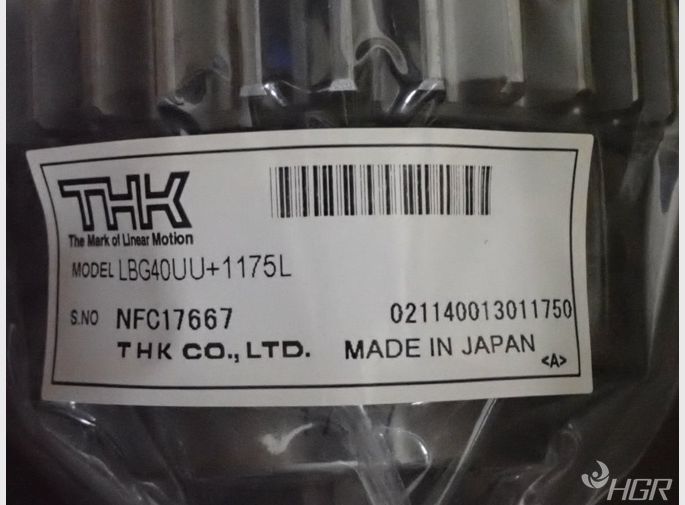 THK
The Mark of Linear Motion
MODEL LBG40UU+1175L
S.NO NFC17667 021140013011750
THK CO., LTD. MADE IN JAPAN
<A>
HGR